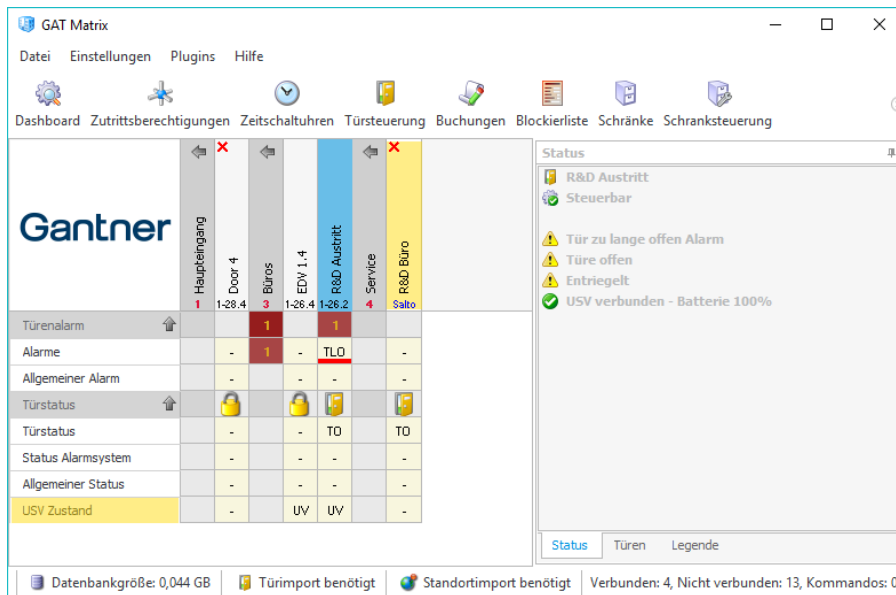 GAT Matrix
Datei Einstellungen Plugins Hilfe
Dashboard Zutrittsberechtigungen Zeitschaltuhren Türsteuerung Buchungen Blockierliste Schränke Schranksteuerung
Gantner
Haupteingang Door 4 Büros EDV 1.4 R&D Austritt Service R&D Büro
1 1-28.4 3 1-26.4 1-26.2 4 Salto
Türenalarm 1 1
Alarme - 1 - TLO -
Allgemeiner Alarm - - - -
Türstatus
Türstatus - - TO TO
Status Alarmsystem - - - -
Allgemeiner Status - - - -
USV Zustand - UV UV -
Status
R&D Austritt
Steuerbar
Tür zu lange offen Alarm
Türe offen
Entriegelt
USV verbunden - Batterie 100%
Status Türen Legende
Datenbankgröße: 0,044 GB Türimport benötigt Standortimport benötigt Verbunden: 4, Nicht verbunden: 13, Kommandos: 0